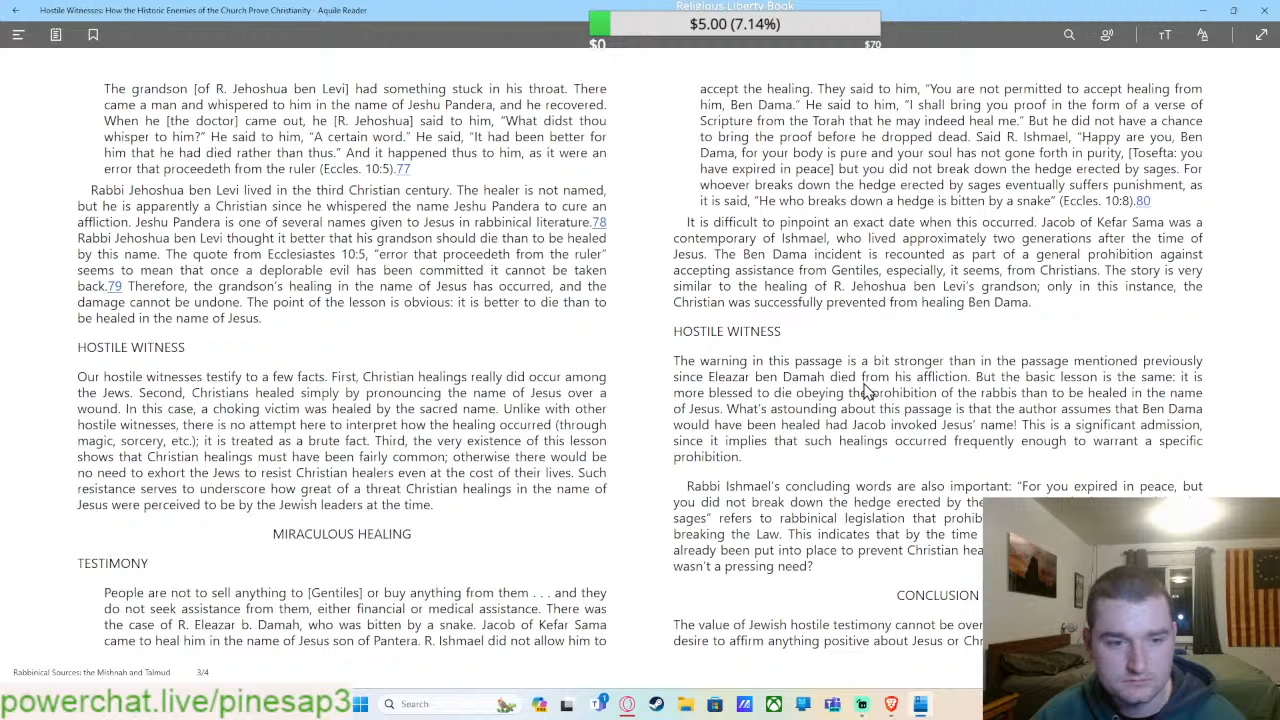 Hostile Witnesses: How the Historic Enemies of the Church Prove Christianity - Aquile Reader
Religious Liberty Book
$5.00 (7.14%)
$0
$70
The grandson [of R. Jehoshua ben Levi] had something stuck in his throat. There
came a man and whispered to him in the name of Jeshu Pandera, and he recovered.
When he [the doctor] came out, he [R. Jehoshua] said to him, “What didst thou
whisper to him?” He said to him, “A certain word.” He said, “It had been better for
him that he had died rather than thus.” And it happened thus to him, as it were an
error that proceedeth from the ruler (Eccles. 10:5).77
Rabbi Jehoshua ben Levi lived in the third Christian century. The healer is not named,
but he is apparently a Christian since he whispered the name Jeshu Pandera to cure an
affliction. Jeshu Pandera is one of several names given to Jesus in rabbinical literature.78
Rabbi Jehoshua ben Levi thought it better that his grandson should die than to be healed
by this name. The quote from Ecclesiastes 10:5, “error that proceedeth from the ruler”
seems to mean that once a deplorable evil has been committed it cannot be taken
back.79 Therefore, the grandson’s healing in the name of Jesus has occurred, and the
damage cannot be undone. The point of the lesson is obvious: it is better to die than to
be healed in the name of Jesus.
HOSTILE WITNESS
Our hostile witnesses testify to a few facts. First, Christian healings really did occur among
the Jews. Second, Christians healed simply by pronouncing the name of Jesus over a
wound. In this case, a choking victim was healed by the sacred name. Unlike with other
hostile witnesses, there is no attempt here to interpret how the healing occurred (through
magic, sorcery, etc.); it is treated as a brute fact. Third, the very existence of this lesson
shows that Christian healings must have been fairly common; otherwise there would be
no need to exhort the Jews to resist Christian healers even at the cost of their lives. Such
resistance serves to underscore how great of a threat Christian healings in the name of
Jesus were perceived to be by the Jewish leaders at the time.
MIRACULOUS HEALING
TESTIMONY
People are not to sell anything to [Gentiles] or buy anything from them . . . and they
do not seek assistance from them, either financial or medical assistance. There was
the case of R. Eleazar b. Damah, who was bitten by a snake. Jacob of Kefar Sama
came to heal him in the name of Jesus son of Pantera. R. Ishmael did not allow him to
accept the healing. They said to him, “You are not permitted to accept healing from
him, Ben Dama.” He said to him, “I shall bring you proof in the form of a verse of
Scripture from the Torah that he may indeed heal me.” But he did not have a chance
to bring the proof before he dropped dead. Said R. Ishmael, “Happy are you, Ben
Dama, for your body is pure and your soul has not gone forth in purity, [Tosefta: you
have expired in peace] but you did not break down the hedge erected by sages. For
whoever breaks down the hedge erected by sages eventually suffers punishment, as
it is said, “He who breaks down a hedge is bitten by a snake” (Eccles. 10:8).80
It is difficult to pinpoint an exact date when this occurred. Jacob of Kefar Sama was a
contemporary of Ishmael, who lived approximately two generations after the time of
Jesus. The Ben Dama incident is recounted as part of a general prohibition against
accepting assistance from Gentiles, especially, it seems, from Christians. The story is very
similar to the healing of R. Jehoshua ben Levi’s grandson; only in this instance, the
Christian was successfully prevented from healing Ben Dama.
HOSTILE WITNESS
The warning in this passage is a bit stronger than in the passage mentioned previously
since Eleazar ben Damah died from his affliction. But the basic lesson is the same: it is
more blessed to die obeying the prohibition of the rabbis than to be healed in the name
of Jesus. What’s astounding about this passage is that the author assumes that Ben Dama
would have been healed had Jacob invoked Jesus’ name! This is a significant admission,
since it implies that such healings occurred frequently enough to warrant a specific
prohibition.
Rabbi Ishmael’s concluding words are also important: “For you expired in peace, but
you did not break down the hedge erected by the
sages” refers to rabbinical legislation that
breaking the Law. This indicates that by the time
already been put into place to prevent Christian
wasn’t a pressing need?
CONCLUSION
The value of Jewish hostile testimony cannot be
desire to affirm anything positive about Jesus or
Rabbinical Sources: the Mishnah and Talmud 3/4
powerchat.live/pinesap3
Search